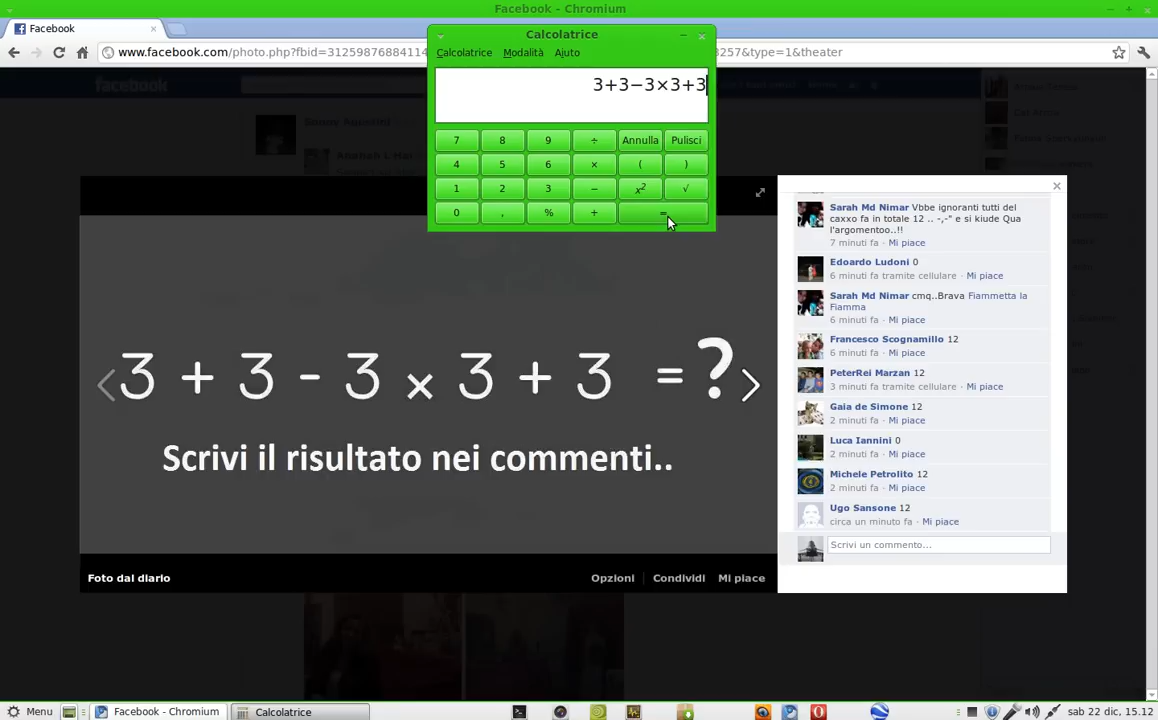 Facebook - Chromium
Facebook
www.facebook.com/photo.php?fbid=31259876884114
3257&type=1&theater
Calcolatrice
Calcolatrice Modalità Ajuto
3+3−3×3+3
7 8 9 ÷ Annulla Pulisci
4 5 6 × ( )
1 2 3 − x² √
0 , % + =
3 + 3 - 3 × 3 + 3 = ?
Scrivi il risultato nei commenti..
Foto dal diario
Opzioni Condividi Mi piace
Sarah Md Nimar Vbbe ignoranti tutti del
caxxo fa in totale 12 .. -,-" e si kiude Qua
l'argomentoo..!!
7 minuti fa · Mi piace
Edoardo Ludoni 0
6 minuti fa tramite cellulare · Mi piace
Sarah Md Nimar cmq..Brava Fiammetta la
Fiamma
6 minuti fa · Mi piace
Francesco Scognamillo 12
6 minuti fa · Mi piace
PeterRei Marzan 12
3 minuti fa tramite cellulare · Mi piace
Gaia de Simone 12
2 minuti fa · Mi piace
Luca Iannini 0
2 minuti fa · Mi piace
Michele Petrolito 12
2 minuti fa · Mi piace
Ugo Sansone 12
circa un minuto fa · Mi piace
Scrivi un commento...
Menu
Facebook - Chromium
Calcolatrice
sab 22 dic, 15.12